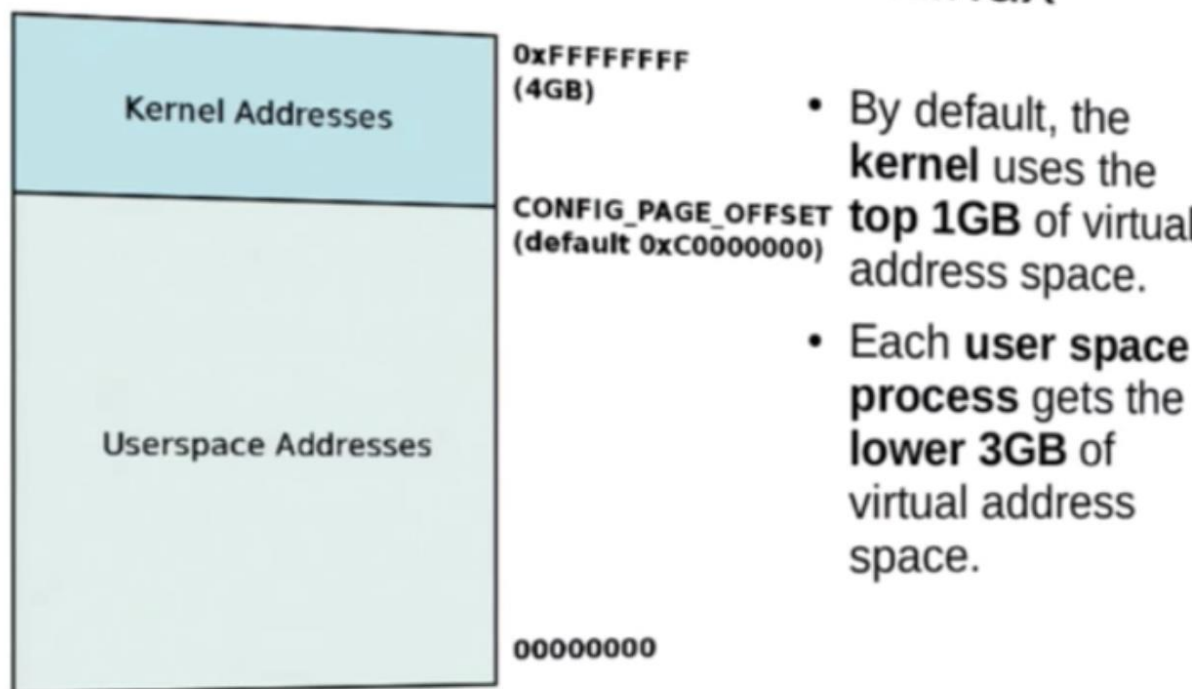 Kernel Addresses
0xFFFFFFFF
(4GB)
CONFIG_PAGE_OFFSET
(default 0xC0000000)
Userspace Addresses
00000000
• By default, the
kernel uses the
top 1GB of virtual
address space.
• Each user space
process gets the
lower 3GB of
virtual address
space.